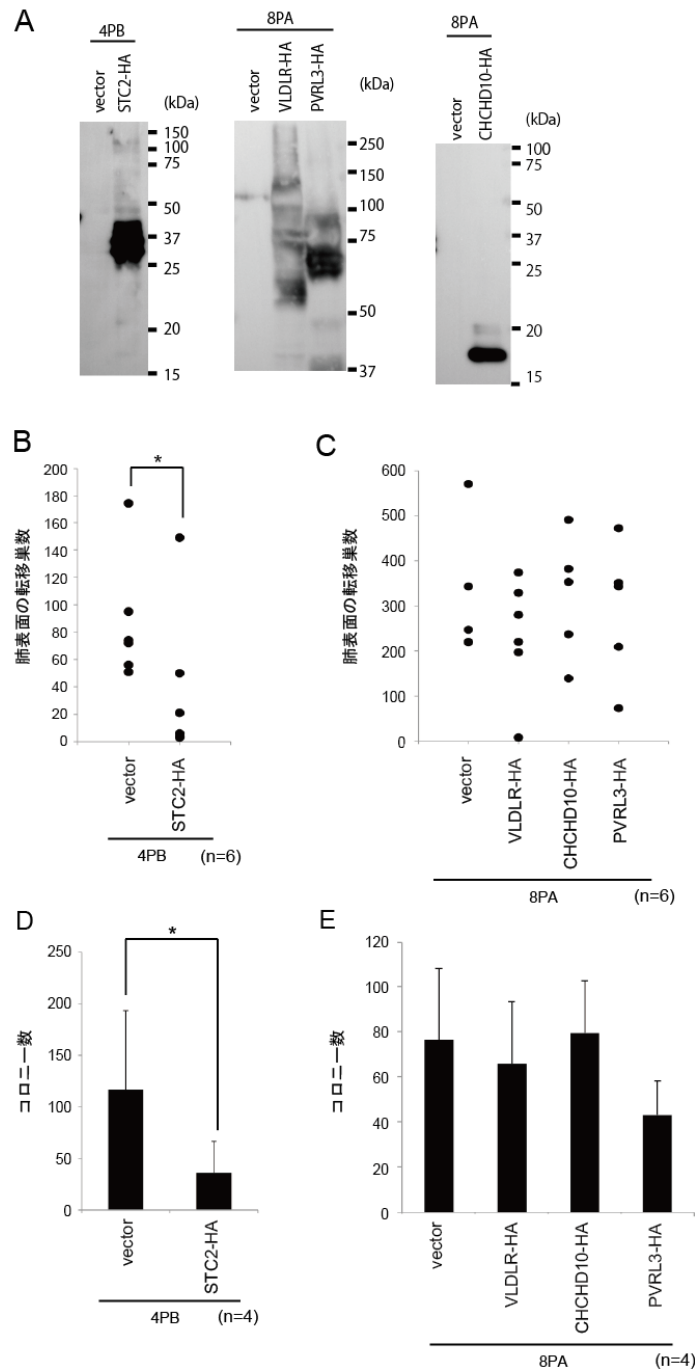 A
4PB
vector
STC2-HA
(kDa)
150
100
75
50
37
25
20
15
8PA
vector
VLDLR-HA
PVRL3-HA
(kDa)
250
150
100
75
50
37
8PA
vector
CHCHD10-HA
(kDa)
100
75
50
37
25
20
15
B
*
肺表面の転移巣数
200
180
160
140
120
100
80
60
40
20
0
vector
STC2-HA
4PB
(n=6)
C
肺表面の転移巣数
600
500
400
300
200
100
0
vector
VLDLR-HA
CHCHD10-HA
PVRL3-HA
8PA
(n=6)
D
*
コロニー数
250
200
150
100
50
0
vector
STC2-HA
4PB
(n=4)
E
コロニー数
120
100
80
60
40
20
0
vector
VLDLR-HA
CHCHD10-HA
PVRL3-HA
8PA
(n=4)